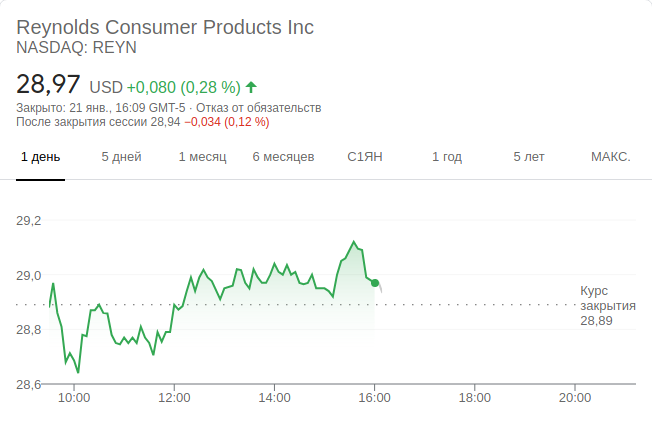 Reynolds Consumer Products Inc
NASDAQ: REYN
28,97 USD +0,080 (0,28 %)
Закрыто: 21 янв., 16:09 GMT-5 · Отказ от обязательств
После закрытия сессии 28,94 −0,034 (0,12 %)
1 день 5 дней 1 месяц 6 месяцев С1ЯН 1 год 5 лет МАКС.
29,2
29,0
Курс
закрытия
28,89
28,8
28,6
10:00 12:00 14:00 16:00 18:00 20:00